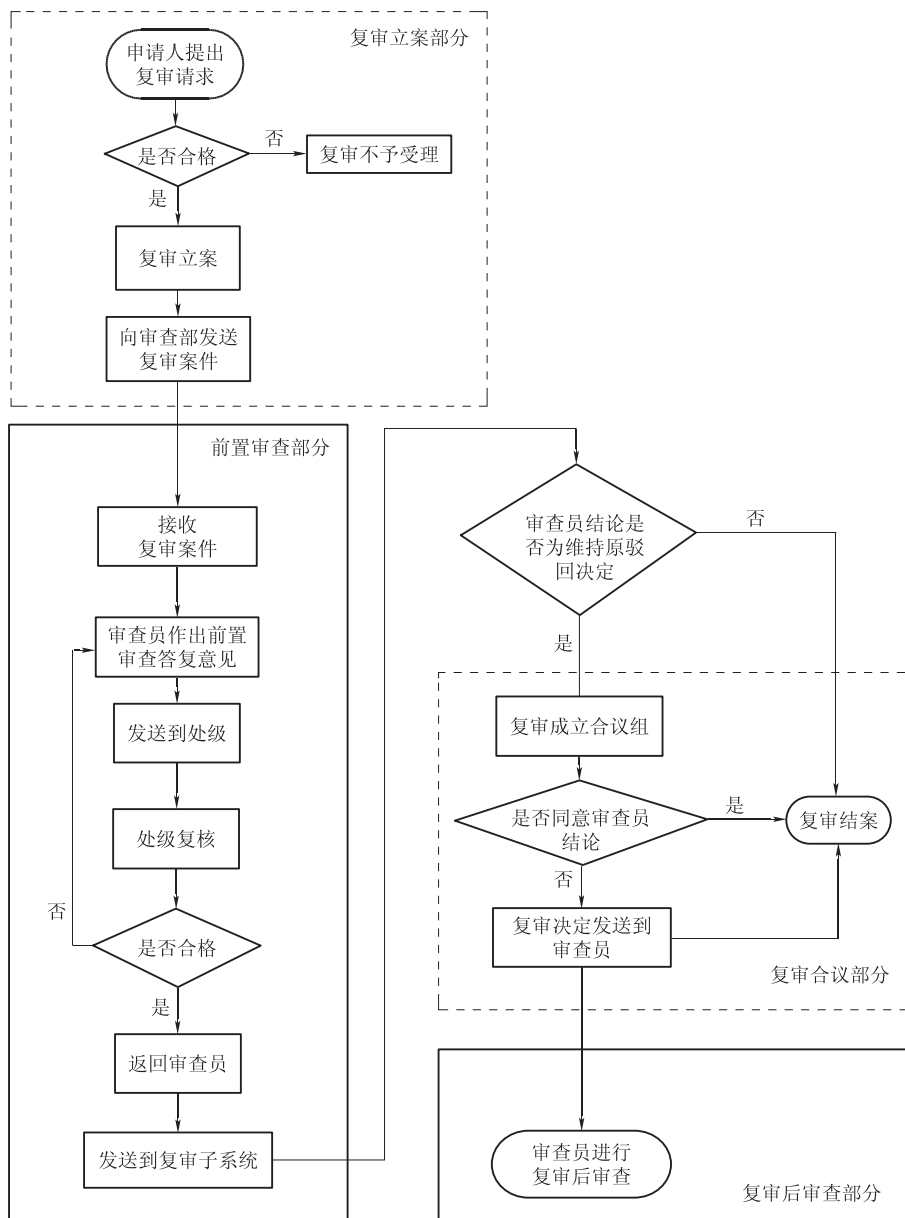 复审立案部分
申请人提出
复审请求
是否合格
否
复审不予受理
是
复审立案
向审查部发送
复审案件
前置审查部分
接收
复审案件
审查员作出前置
审查答复意见
发送到处级
处级复核
否
是否合格
是
返回审查员
发送到复审子系统
审查员结论是
否为维持原驳
回决定
否
是
复审成立合议组
是否同意审查员
结论
是
复审结案
否
复审决定发送到
审查员
复审合议部分
审查员进行
复审后审查
复审后审查部分